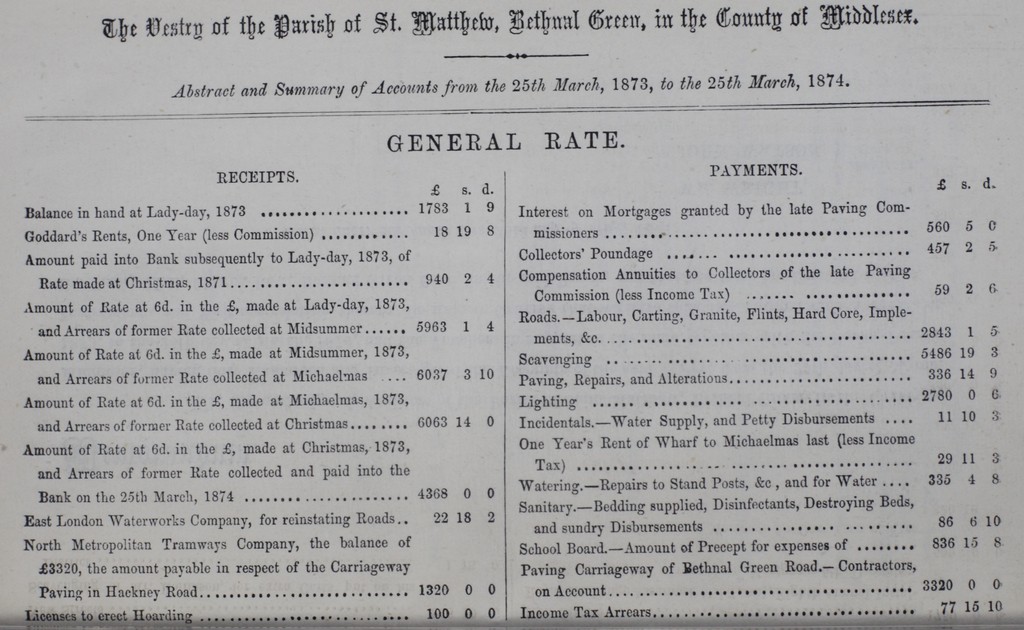 The Vestry of the Parish of St. Matthew, Bethnal Green, in the County of Middlesex.
Abstract and Summary of Accounts from the 25th March, 1873, to the 25th March, 1874.
GENERAL RATE.
RECEIPTS.
£ s. d.
Balance in hand at Lady-day, 1873 .................... 1783 1 9
Goddard's Rents, One Year (less Commission) ............ 18 19 8
Amount paid into Bank subsequently to Lady-day, 1873, of
Rate made at Christmas, 1871........................ 940 2 4
Amount of Rate at 6d. in the £, made at Lady-day, 1873,
and Arrears of former Rate collected at Midsummer...... 5963 1 4
Amount of Rate at 6d. in the £, made at Midsummer, 1873,
and Arrears of former Rate collected at Michaelmas .... 6037 3 10
Amount of Rate at 6d. in the £, made at Michaelmas, 1873,
and Arrears of former Rate collected at Christmas........ 6063 14 0
Amount of Rate at 6d. in the £, made at Christmas, 1873,
and Arrears of former Rate collected and paid into the
Bank on the 25th March, 1874 ...................... 4368 0 0
East London Waterworks Company, for reinstating Roads.. 22 18 2
North Metropolitan Tramways Company, the balance of
£3320, the amount payable in respect of the Carriageway
Paving in Hackney Road............................ 1320 0 0
Licenses to erect Hoarding ............................ 100 0 0
PAYMENTS.
£ s. d.
Interest on Mortgages granted by the late Paving Com-
missioners ........................................ 560 5 0
Collectors' Poundage .............................. 457 2 5
Compensation Annuities to Collectors of the late Paving
Commission (less Income Tax) ...................... 59 2 6
Roads.—Labour, Carting, Granite, Flints, Hard Core, Imple-
ments, &c......................................... 2843 1 5
Scavenging ........................................ 5486 19 3
Paving, Repairs, and Alterations........................ 336 14 9
Lighting .......................................... 2780 0 6
Incidentals.—Water Supply, and Petty Disbursements .... 11 10 3
One Year's Rent of Wharf to Michaelmas last (less Income
Tax) ............................................ 29 11 3
Watering.—Repairs to Stand Posts, &c, and for Water .... 335 4 8
Sanitary.—Bedding supplied, Disinfectants, Destroying Beds,
and sundry Disbursements .......................... 86 6 10
School Board.—Amount of Precept for expenses of ........ 836 15 8
Paving Carriageway of Bethnal Green Road.—Contractors,
on Account........................................ 3320 0 0
Income Tax Arrears.................................. 77 15 10